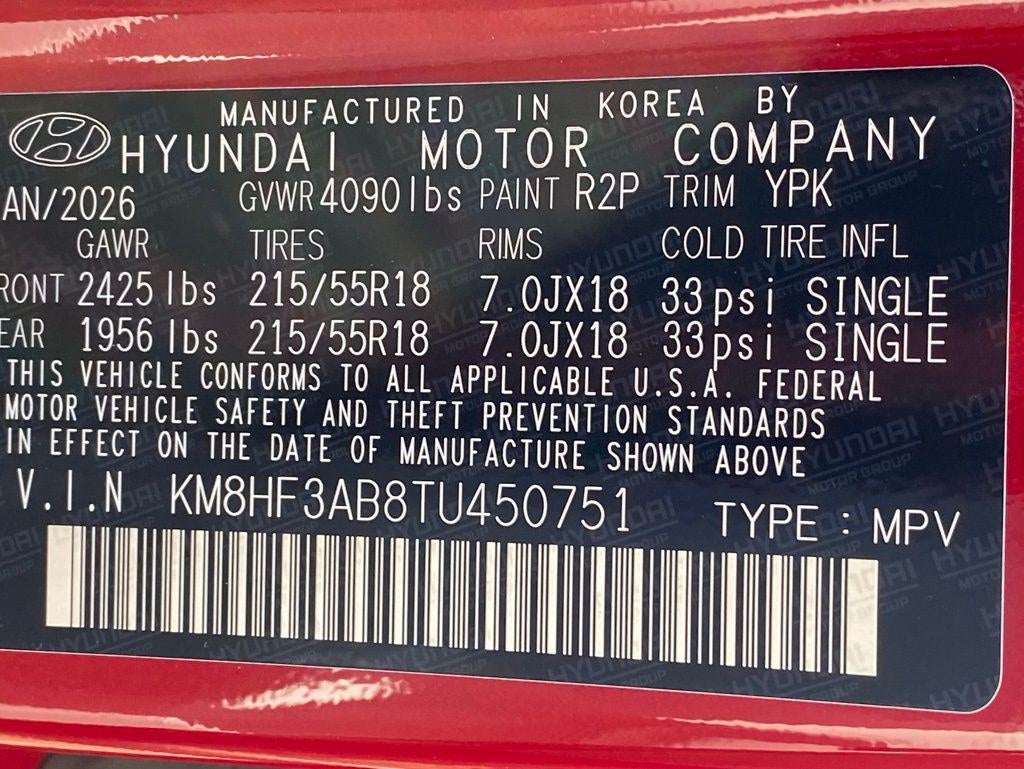 MANUFACTURED IN KOREA BY
HYUNDAI MOTOR COMPANY
AN/2026 GVWR 4090 lbs PAINT R2P TRIM YPK
GAWR TIRES RIMS COLD TIRE INFL
RONT 2425 lbs 215/55R18 7.0JX18 33psi SINGLE
EAR 1956 lbs 215/55R18 7.0JX18 33psi SINGLE
THIS VEHICLE CONFORMS TO ALL APPLICABLE U.S.A. FEDERAL
MOTOR VEHICLE SAFETY AND THEFT PREVENTION STANDARDS
IN EFFECT ON THE DATE OF MANUFACTURE SHOWN ABOVE
V.I.N KM8HF3AB8TU450751 TYPE : MPV